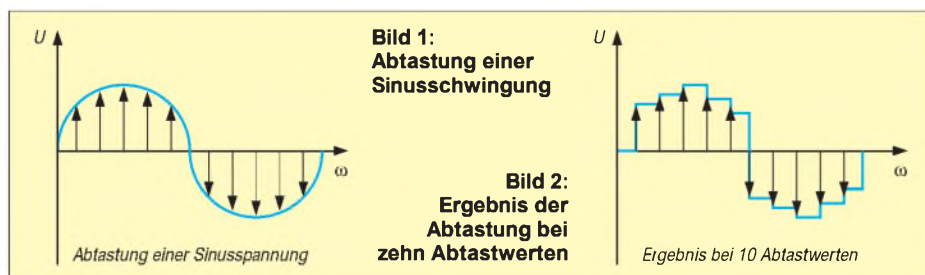 U
Bild 1:
Abtastung einer
Sinusschwingung
ω
Abtastung einer Sinusspannung
Bild 2:
Ergebnis der
Abtastung bei
zehn Abtastwerten
U
ω
Ergebnis bei 10 Abtastwerten